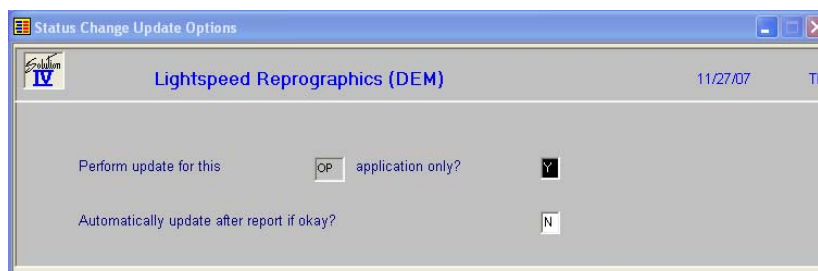 Status Change Update Options
Solution
IV
Lightspeed Reprographics (DEM) 11/27/07
Perform update for this OP application only? Y
Automatically update after report if okay? N